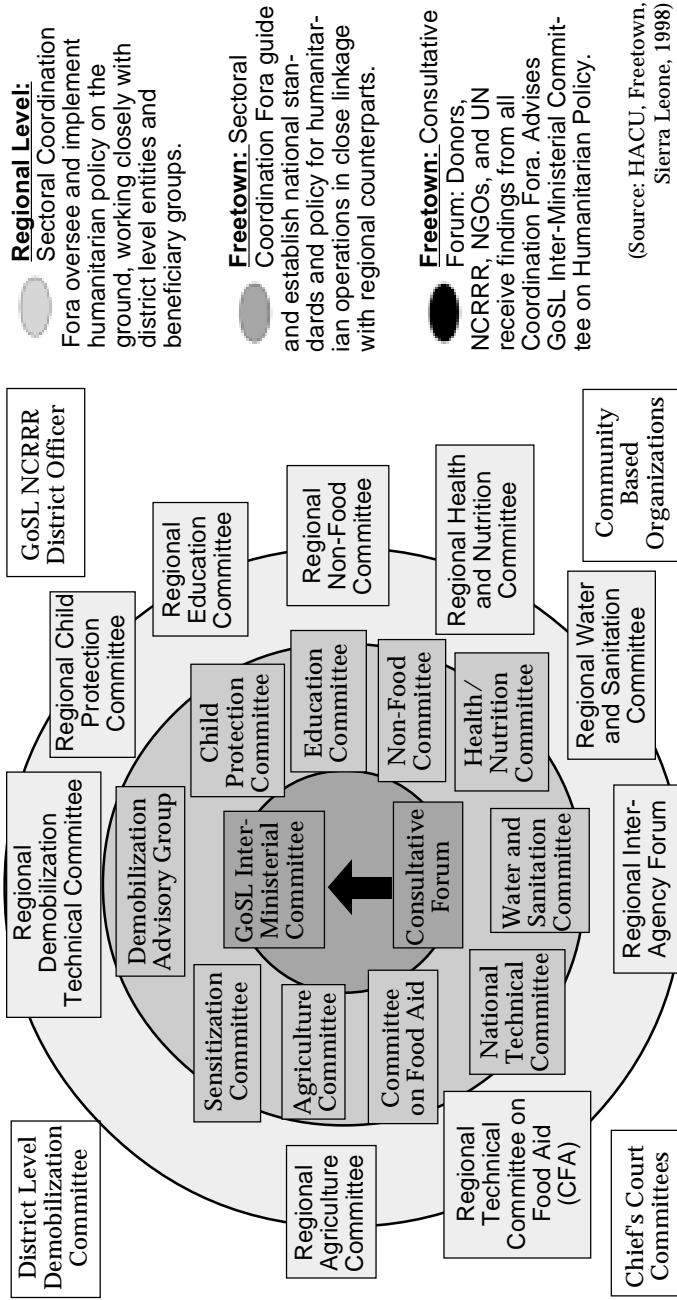 District Level
Demobilization
Committee
Regional
Demobilization
Technical Committee
GoSL NCRRR
District Officer
Regional Child
Protection
Committee
Demobilization
Advisory Group
Sensitization
Committee
Child
Protection
Committee
Regional
Education
Committee
GoSL Inter-
Ministerial
Committee
Regional
Agriculture
Committee
Agriculture
Committee
Education
Committee
Regional
Non-Food
Committee
Committee
on Food Aid
Consultative
Forum
Non-Food
Committee
Regional
Technical
Committee on
Food Aid
(CFA)
National
Technical
Committee
Water and
Sanitation
Committee
Health/
Nutrition
Committee
Regional Health
and Nutrition
Committee
Regional Water
and Sanitation
Committee
Chief's Court
Committees
Regional Inter-
Agency Forum
Community
Based
Organizations
Regional Level:
Sectoral Coordination
Fora oversee and implement
humanitarian policy on the
ground, working closely with
district level entities and
beneficiary groups.
Freetown: Sectoral
Coordination Fora guide
and establish national stan-
dards and policy for humanitar-
ian operations in close linkage
with regional counterparts.
Freetown: Consultative
Forum: Donors,
NCRRR, NGOs, and UN
receive findings from all
Coordination Fora. Advises
GoSL Inter-Ministerial Commit-
tee on Humanitarian Policy.
(Source: HACU, Freetown,
Sierra Leone, 1998)